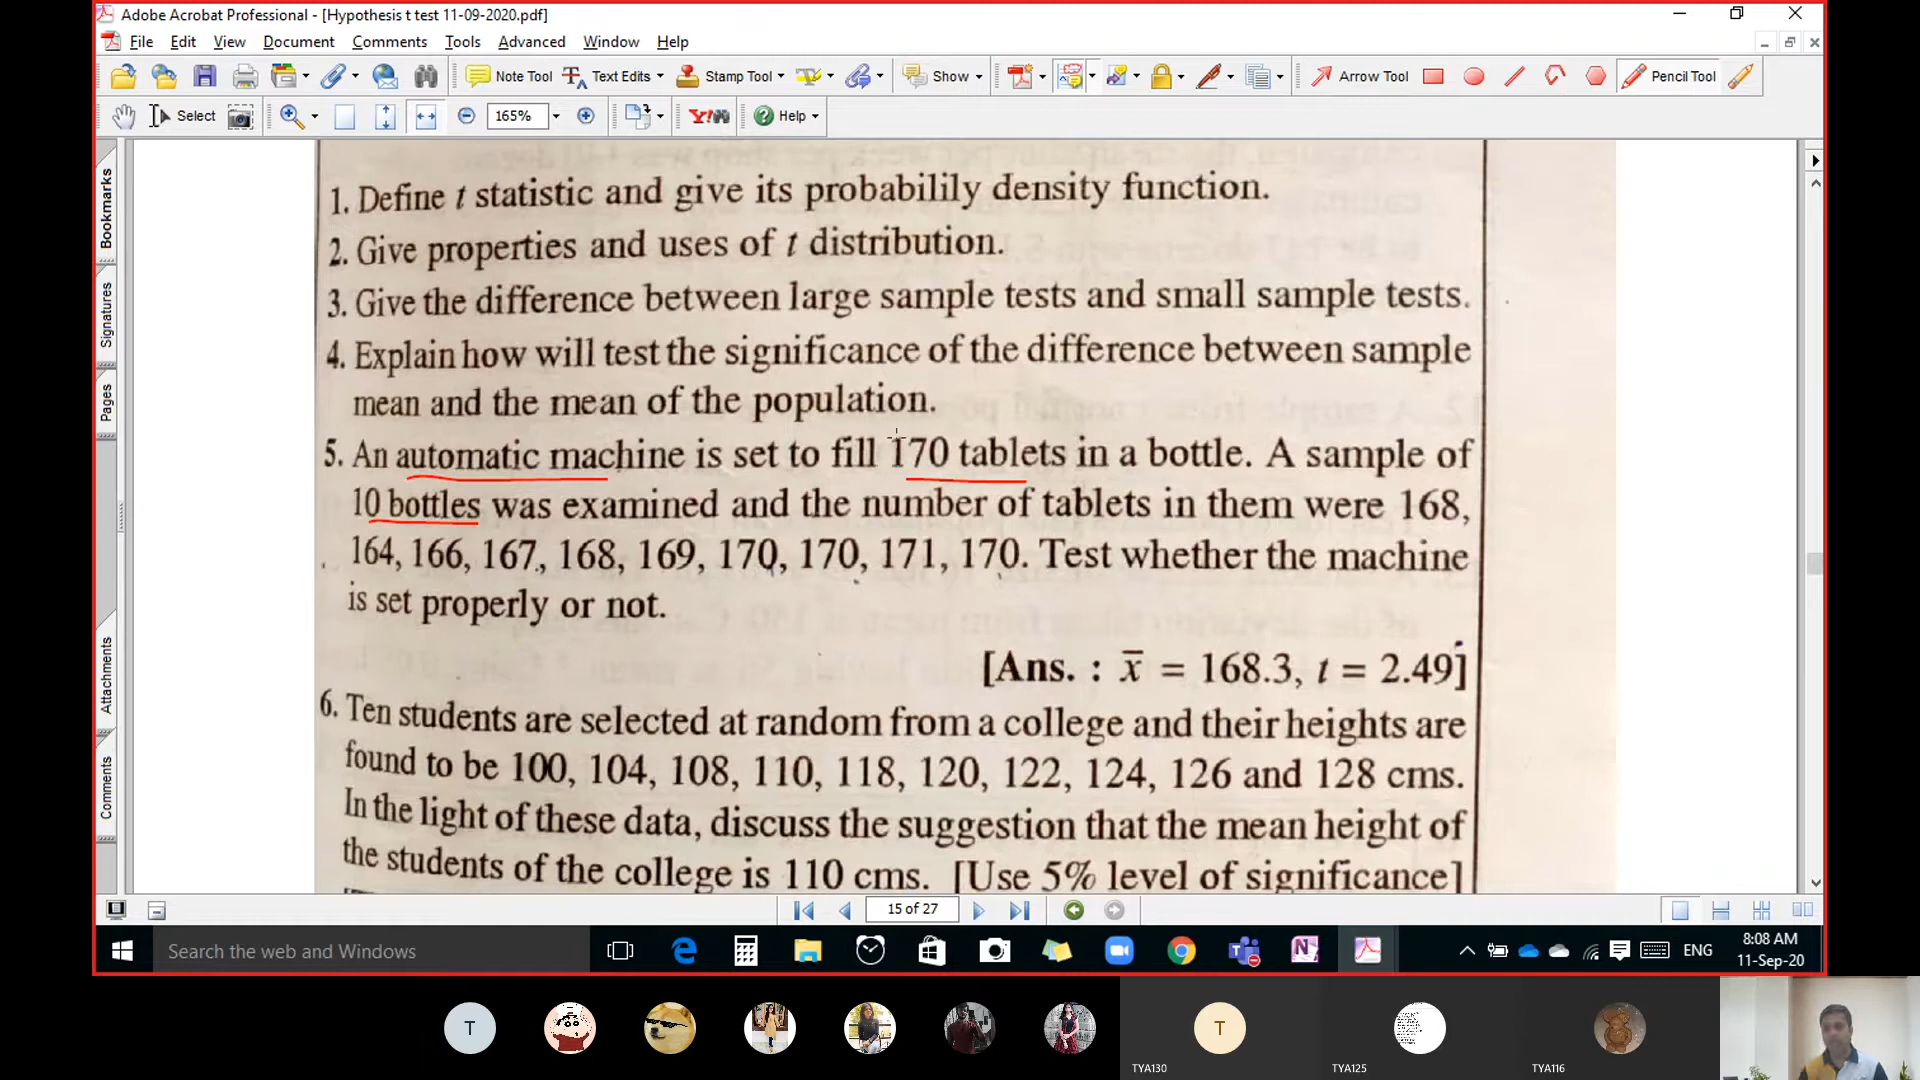 Adobe Acrobat Professional - [Hypothesis t test 11-09-2020.pdf]
File Edit View Document Comments Tools Advanced Window Help
Note Tool Text Edits Stamp Tool Show Arrow Tool Pencil Tool
Select 165% Y! Help
Bookmarks
Signatures
Pages
Attachments
Comments
1. Define t statistic and give its probabilily density function.
2. Give properties and uses of t distribution.
3. Give the difference between large sample tests and small sample tests.
4. Explain how will test the significance of the difference between sample
mean and the mean of the population.
5. An automatic machine is set to fill 170 tablets in a bottle. A sample of
10 bottles was examined and the number of tablets in them were 168,
164, 166, 167, 168, 169, 170, 170, 171, 170. Test whether the machine
is set properly or not.
[Ans. : x̅ = 168.3, t = 2.49]
6. Ten students are selected at random from a college and their heights are
found to be 100, 104, 108, 110, 118, 120, 122, 124, 126 and 128 cms.
In the light of these data, discuss the suggestion that the mean height of
the students of the college is 110 cms. [Use 5% level of significance]
15 of 27
Search the web and Windows
ENG
8:08 AM
11-Sep-20
T
T
TYA130
TYA125
TYA116